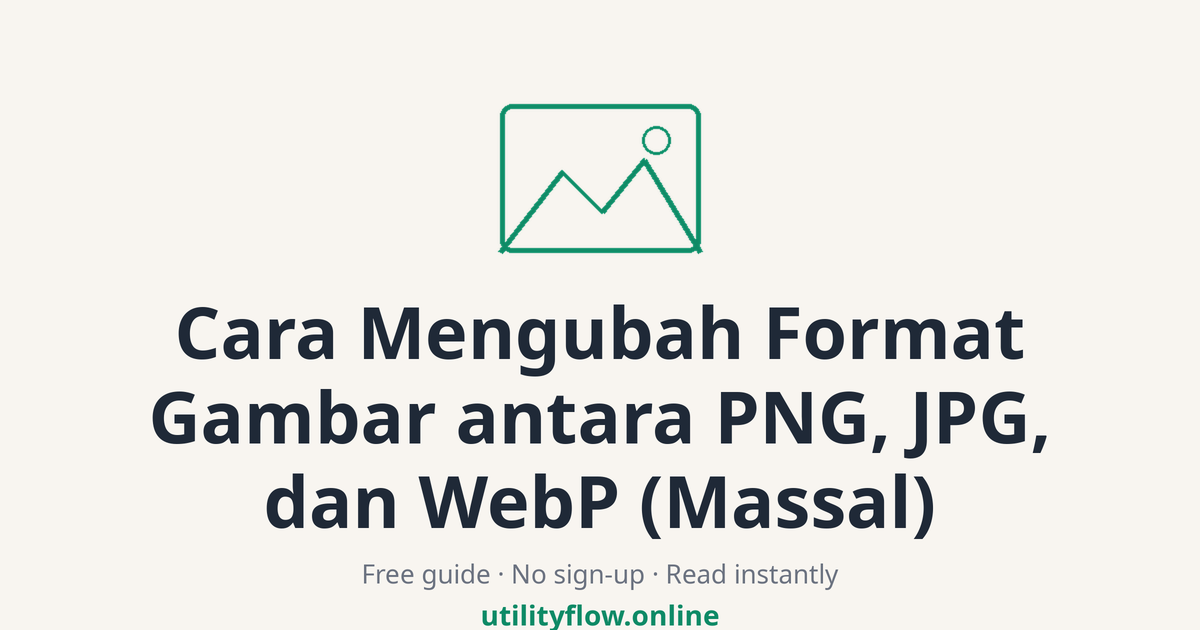 Cara Mengubah Format
Gambar antara PNG, JPG,
dan WebP (Massal)
Free guide · No sign-up · Read instantly
utilityflow.online